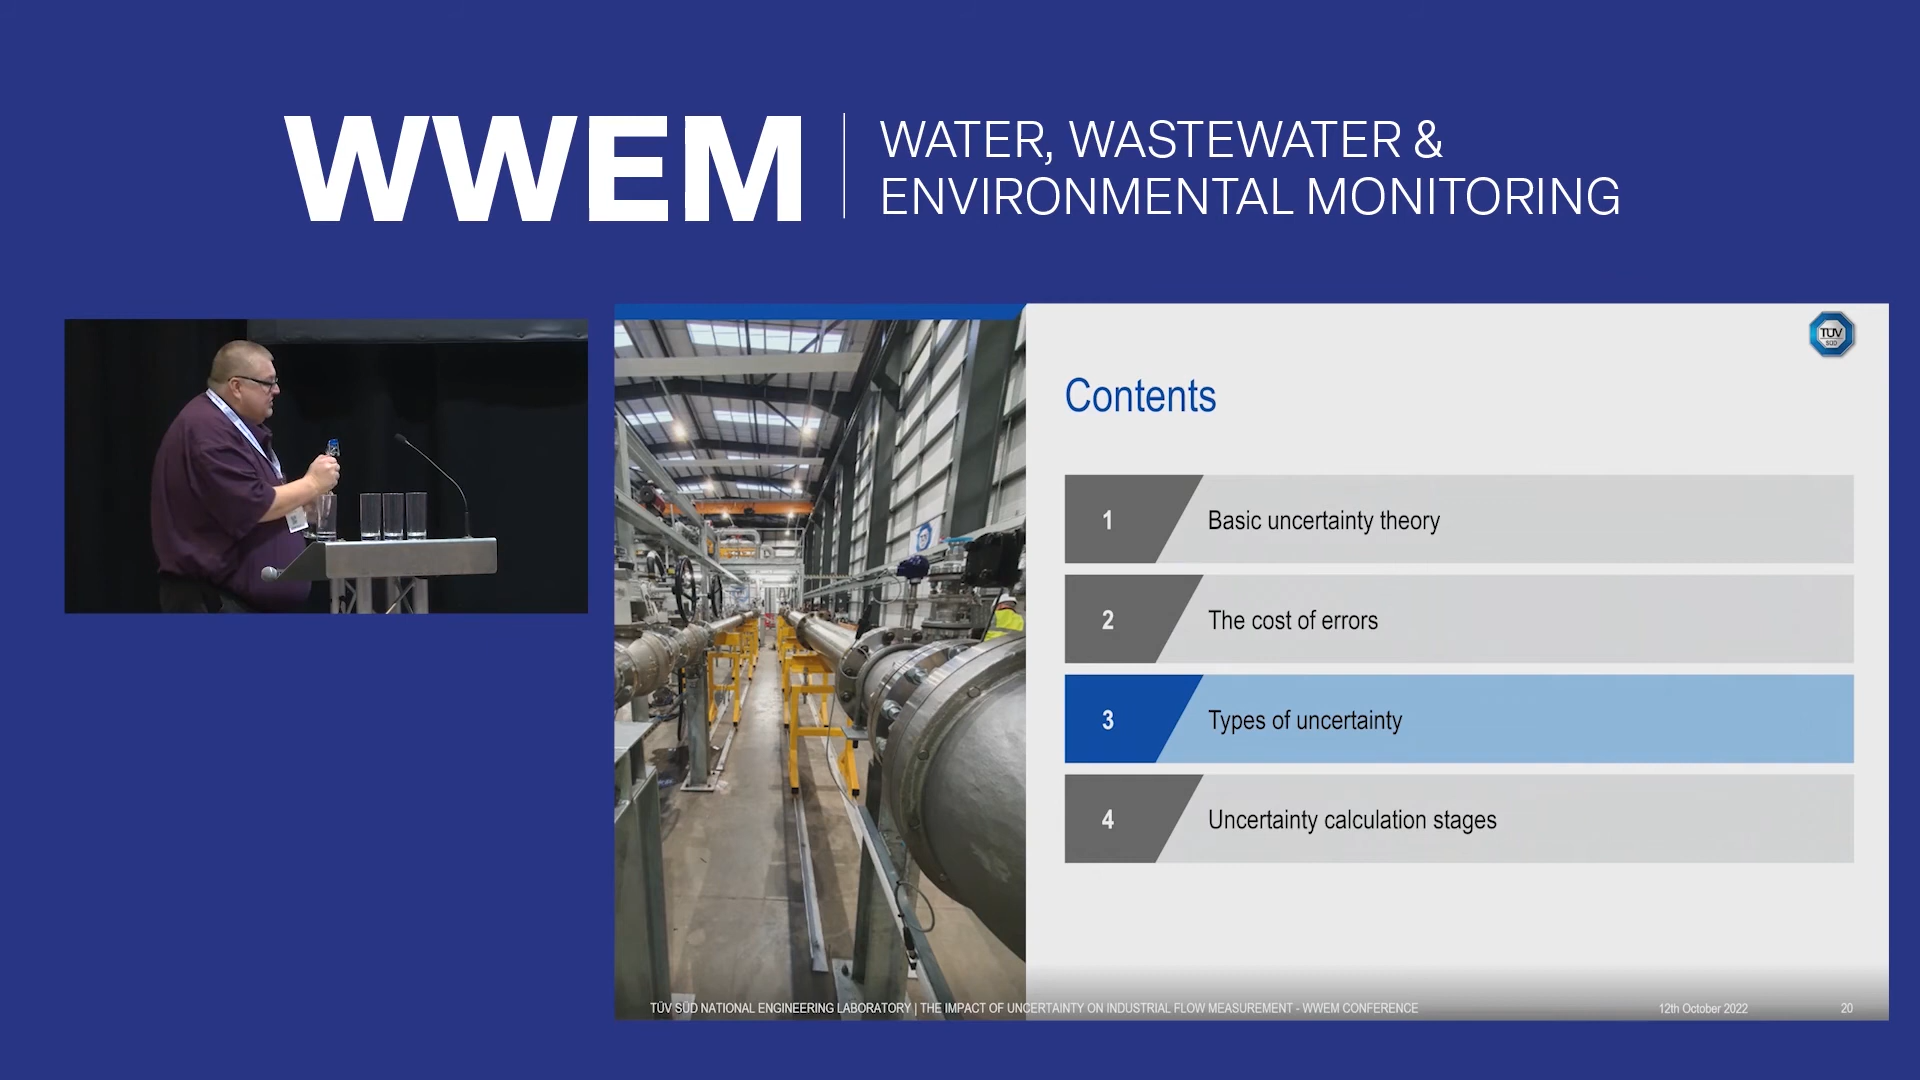 WWEM
WATER, WASTEWATER &
ENVIRONMENTAL MONITORING
TÜV
SÜD
Contents
1 Basic uncertainty theory
2 The cost of errors
3 Types of uncertainty
4 Uncertainty calculation stages
TÜV SÜD NATIONAL ENGINEERING LABORATORY | THE IMPACT OF UNCERTAINTY ON INDUSTRIAL FLOW MEASUREMENT - WWEM CONFERENCE 12th October 2022 20